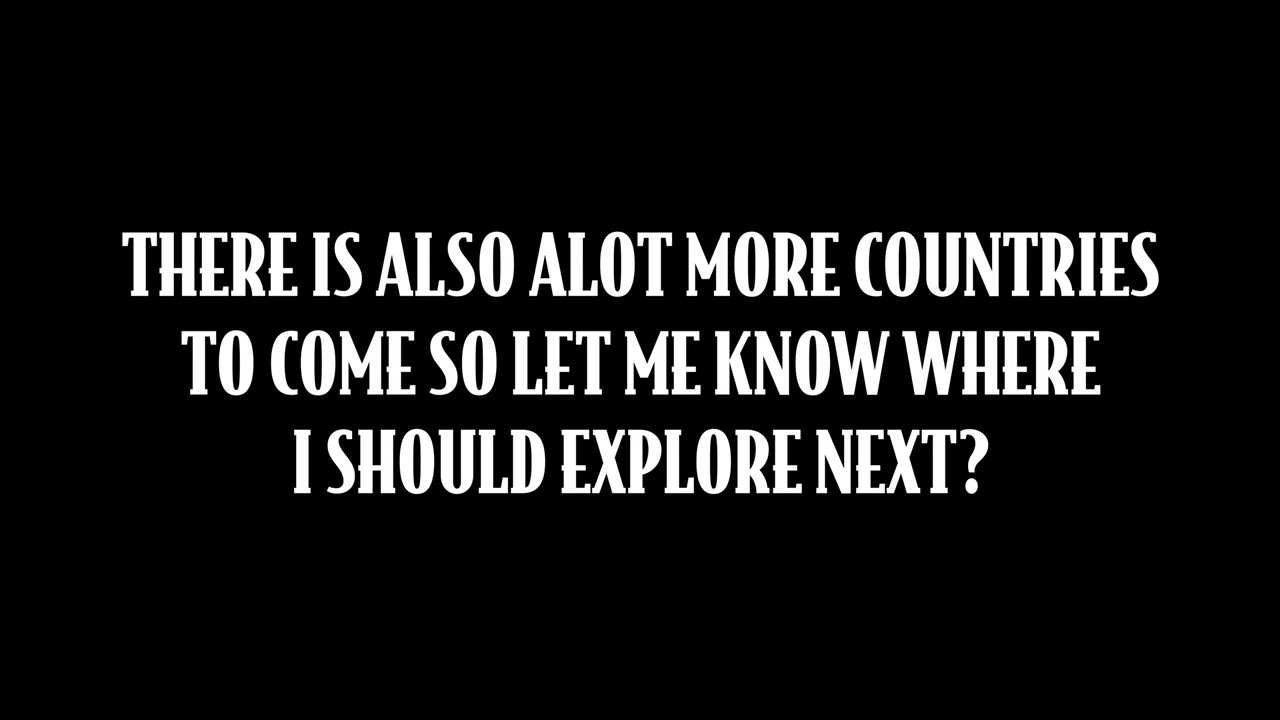 THERE IS ALSO ALOT MORE COUNTRIES
TO COME SO LET ME KNOW WHERE
I SHOULD EXPLORE NEXT?